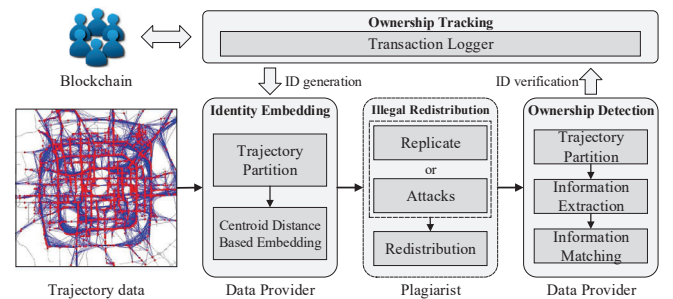 Ownership Tracking
Transaction Logger
Blockchain
ID generation
ID verification
Identity Embedding
Trajectory
Partition
Centroid Distance
Based Embedding
Illegal Redistribution
Replicate
or
Attacks
Redistribution
Ownership Detection
Trajectory
Partition
Information
Extraction
Information
Matching
Trajectory data
Data Provider
Plagiarist
Data Provider